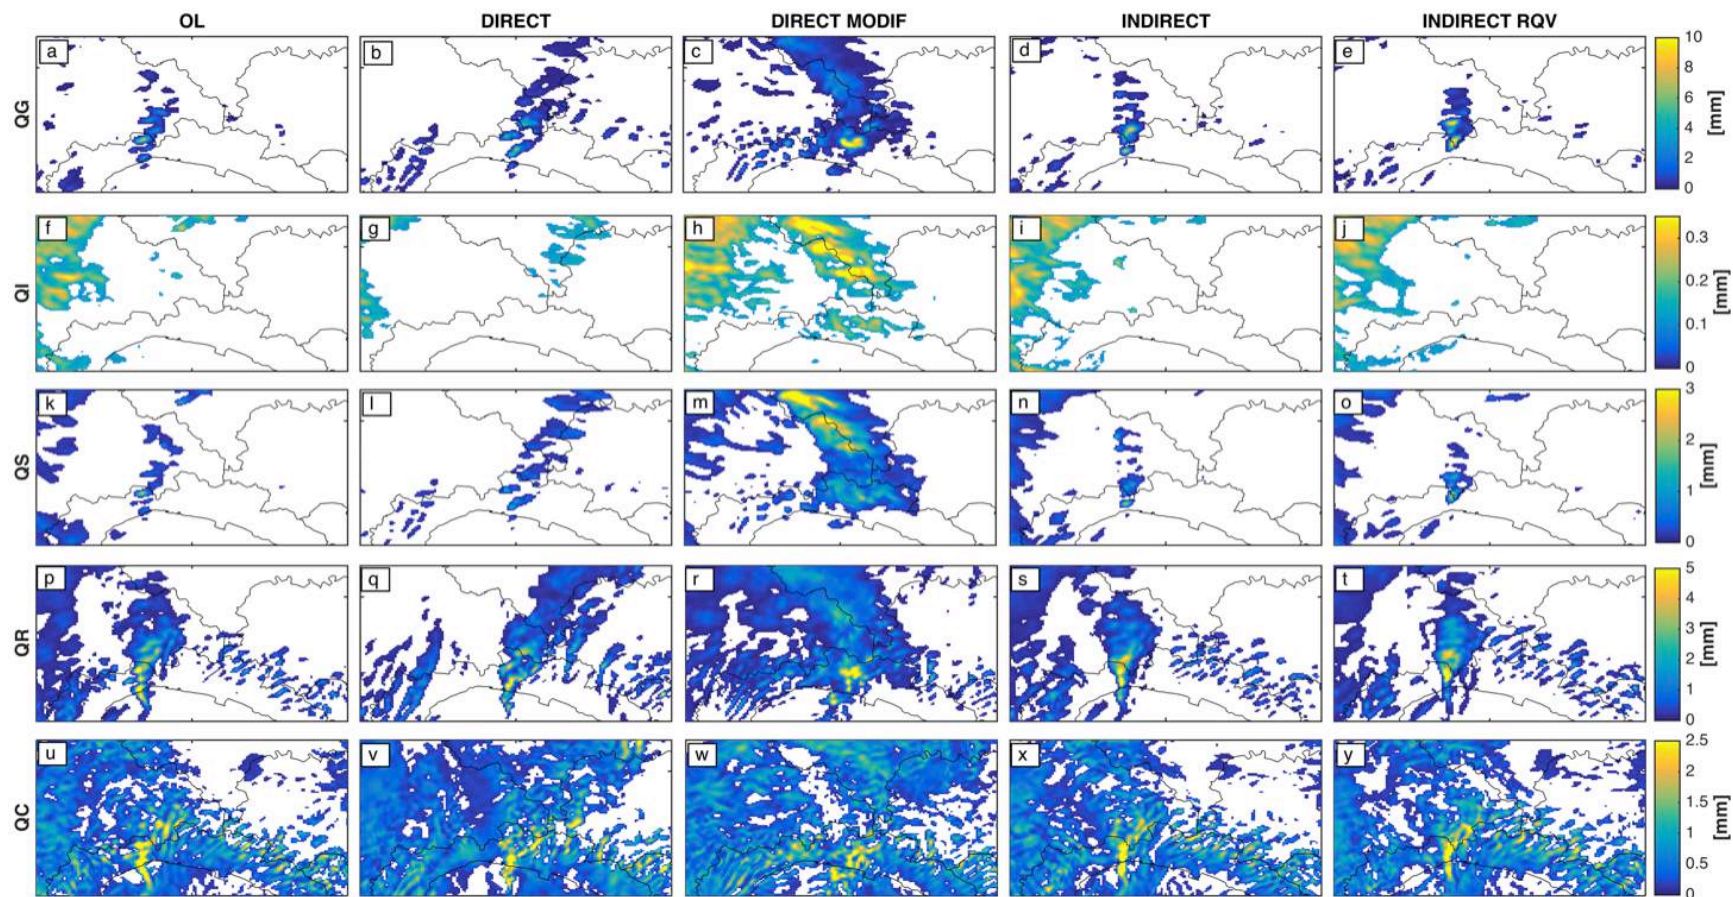 OL DIRECT DIRECT MODIF INDIRECT INDIRECT RQV
QG a b c d e 10 8 6 4 2 0 [mm]
QI f g h i j 0.3 0.2 0.1 0 [mm]
QS k l m n o 3 2 1 0 [mm]
QR p q r s t 5 4 3 2 1 0 [mm]
QC u v w x y 2.5 2 1.5 1 0.5 0 [mm]